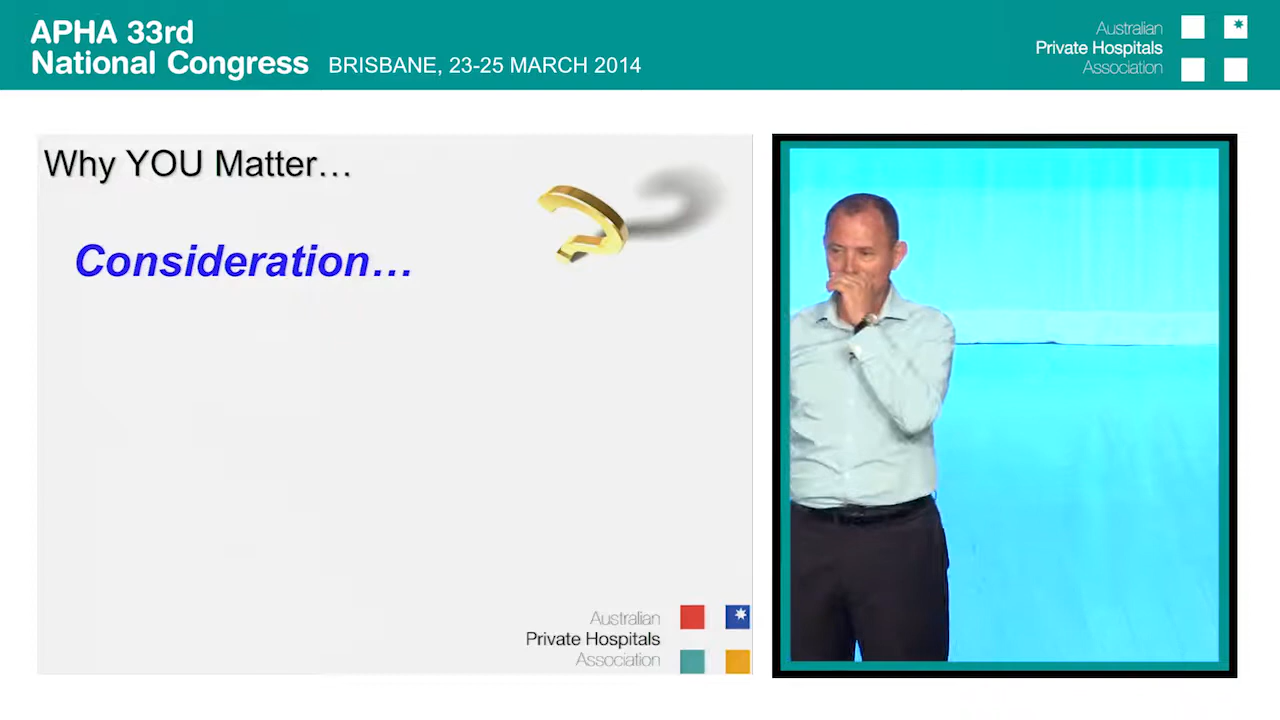 APHA 33rd
National Congress BRISBANE, 23-25 MARCH 2014
Australian
Private Hospitals
Association
Why YOU Matter…
Consideration…
Australian
Private Hospitals
Association